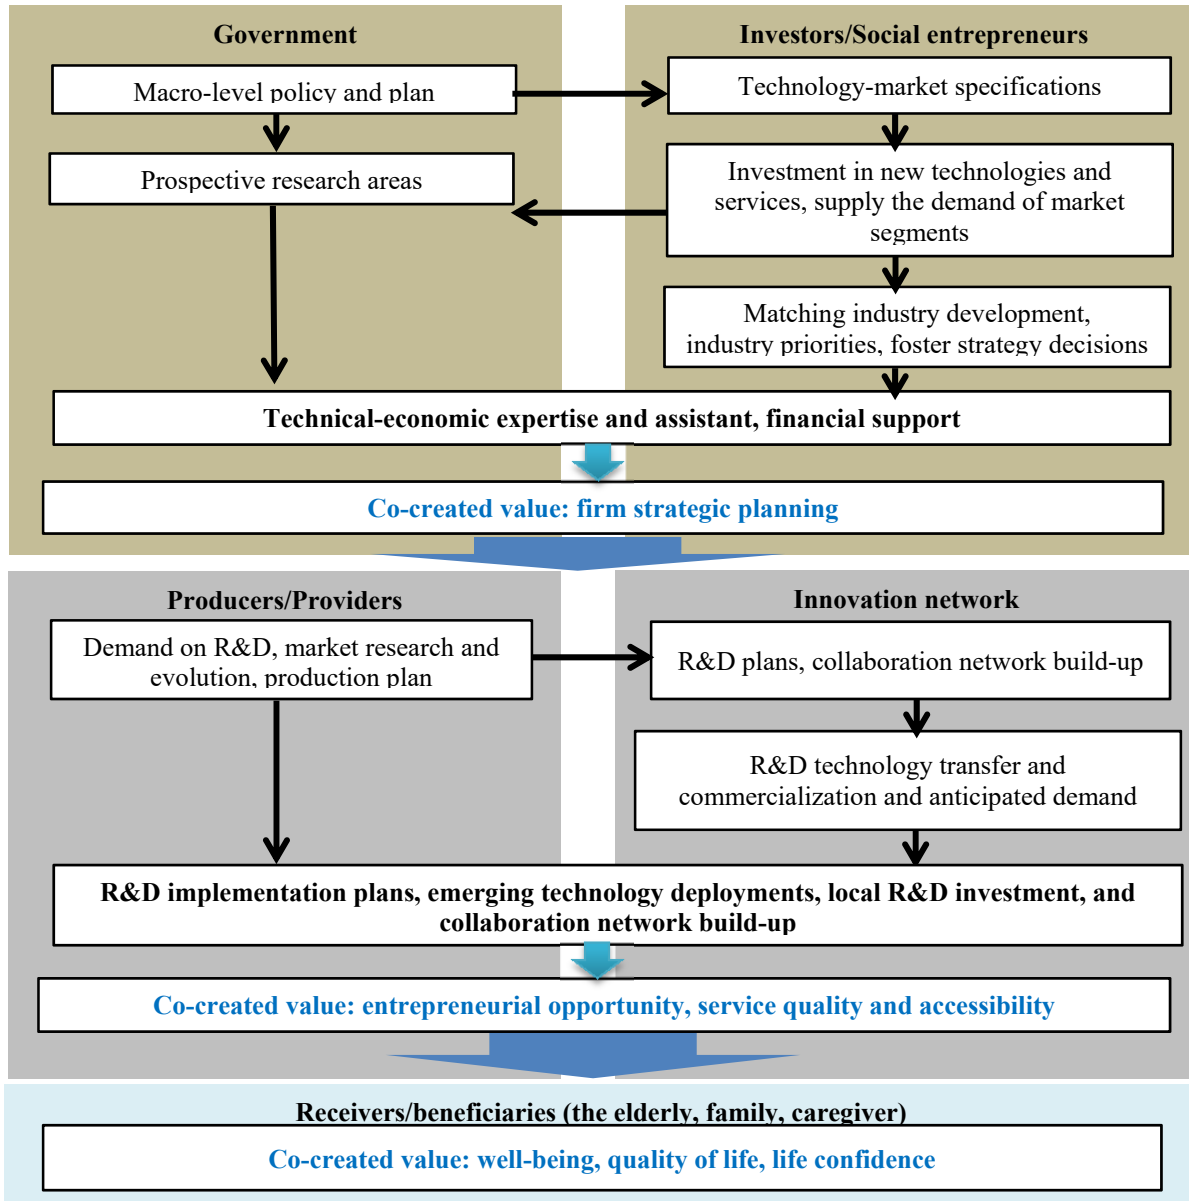 Government
Investors/Social entrepreneurs
Macro-level policy and plan
Technology-market specifications
Prospective research areas
Investment in new technologies and
services, supply the demand of market
segments
Matching industry development,
industry priorities, foster strategy decisions
Technical-economic expertise and assistant, financial support
Co-created value: firm strategic planning
Producers/Providers
Innovation network
Demand on R&D, market research and
evolution, production plan
R&D plans, collaboration network build-up
R&D technology transfer and
commercialization and anticipated demand
R&D implementation plans, emerging technology deployments, local R&D investment, and
collaboration network build-up
Co-created value: entrepreneurial opportunity, service quality and accessibility
Receivers/beneficiaries (the elderly, family, caregiver)
Co-created value: well-being, quality of life, life confidence